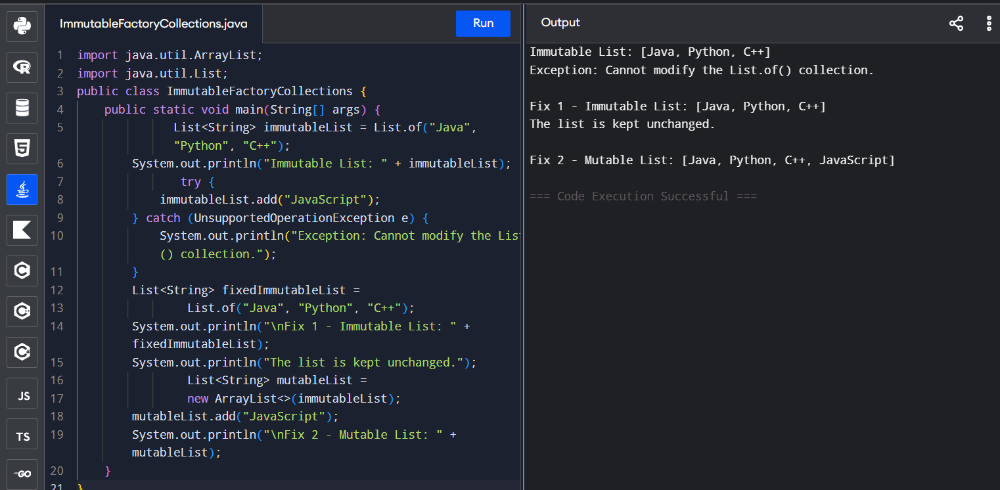 ImmutableFactoryCollections.java
Run
1 import java.util.ArrayList;
2 import java.util.List;
3 public class ImmutableFactoryCollections {
4 public static void main(String[] args) {
5 List<String> immutableList = List.of("Java",
"Python", "C++");
6 System.out.println("Immutable List: " + immutableList);
7 try {
8 immutableList.add("JavaScript");
9 } catch (UnsupportedOperationException e) {
10 System.out.println("Exception: Cannot modify the Lis
() collection.");
11 }
12 List<String> fixedImmutableList =
13 List.of("Java", "Python", "C++");
14 System.out.println("\nFix 1 - Immutable List: " +
fixedImmutableList);
15 System.out.println("The list is kept unchanged.");
16 List<String> mutableList =
17 new ArrayList<>(immutableList);
18 mutableList.add("JavaScript");
19 System.out.println("\nFix 2 - Mutable List: " +
mutableList);
20 }
21 }
R
5
C
C++
C#
JS
TS
GO
Output
Immutable List: [Java, Python, C++]
Exception: Cannot modify the List.of() collection.
Fix 1 - Immutable List: [Java, Python, C++]
The list is kept unchanged.
Fix 2 - Mutable List: [Java, Python, C++, JavaScript]
=== Code Execution Successful ===